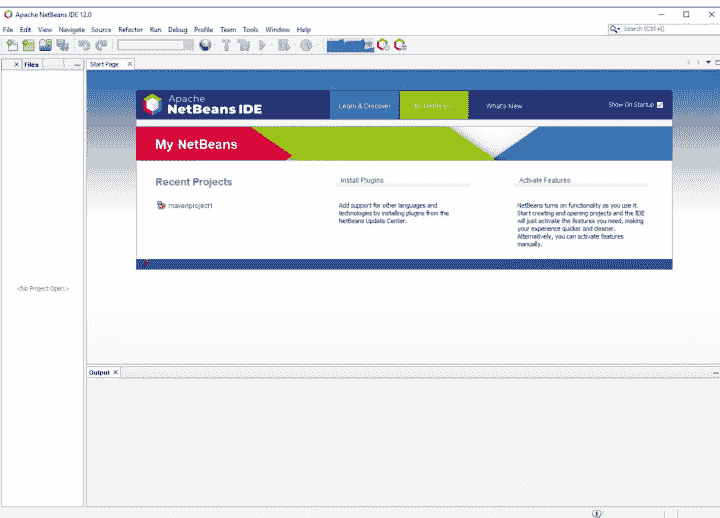 Apache NetBeans IDE 12.0
File Edit View Navigate Source Refactor Run Debug Profile Team Tools Window Help
Search (Ctrl+I)
Files
Start Page
Apache
NetBeans IDE
Learn & Discover
My NetBeans
What's New
Show On Startup
My NetBeans
Recent Projects
mavenproject1
Install Plugins
Add support for other languages and
technologies by installing plugins from the
NetBeans Update Center.
Activate Features
NetBeans turns on functionality as you use it.
Start creating and opening projects and the IDE
will just activate the features you need, making
your experience quicker and cleaner.
Alternatively, you can activate features
manually.
<No Project Open>
Output